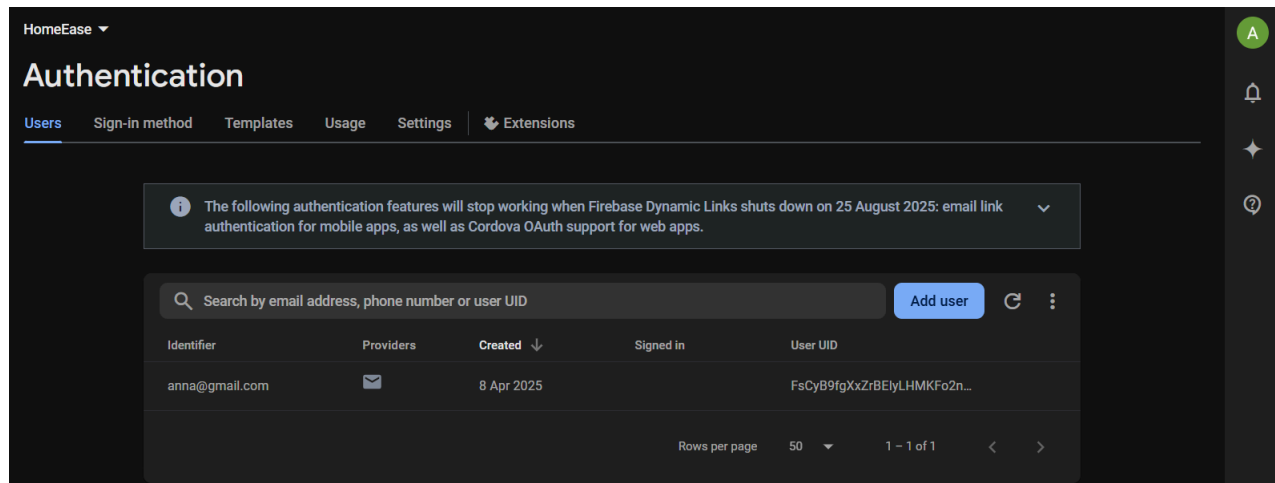 HomeEase
A
Authentication
Users Sign-in method Templates Usage Settings Extensions
The following authentication features will stop working when Firebase Dynamic Links shuts down on 25 August 2025: email link
authentication for mobile apps, as well as Cordova OAuth support for web apps.
Search by email address, phone number or user UID Add user
Identifier Providers Created Signed in User UID
anna@gmail.com 8 Apr 2025 FsCyB9fgXxZrBElyLHMKFo2n...
Rows per page 50 1 – 1 of 1